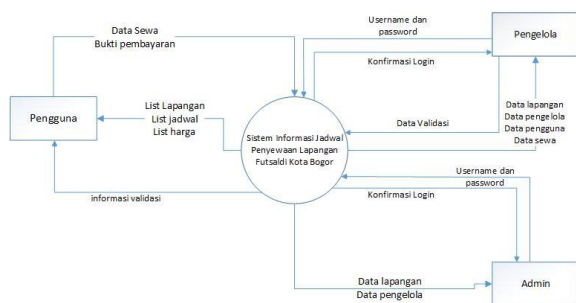 Data Sewa
Bukti pembayaran
Username dan
password
Pengelola
Konfirmasi Login
Pengguna
List Lapangan
List jadwal
List harga
Sistem Informasi Jadwal
Penyewaan Lapangan
Futsaldi Kota Bogor
Data Validasi
Data lapangan
Data pengelola
Data pengguna
Data sewa
informasi validasi
Username dan
password
Konfirmasi Login
Data lapangan
Data pengelola
Admin